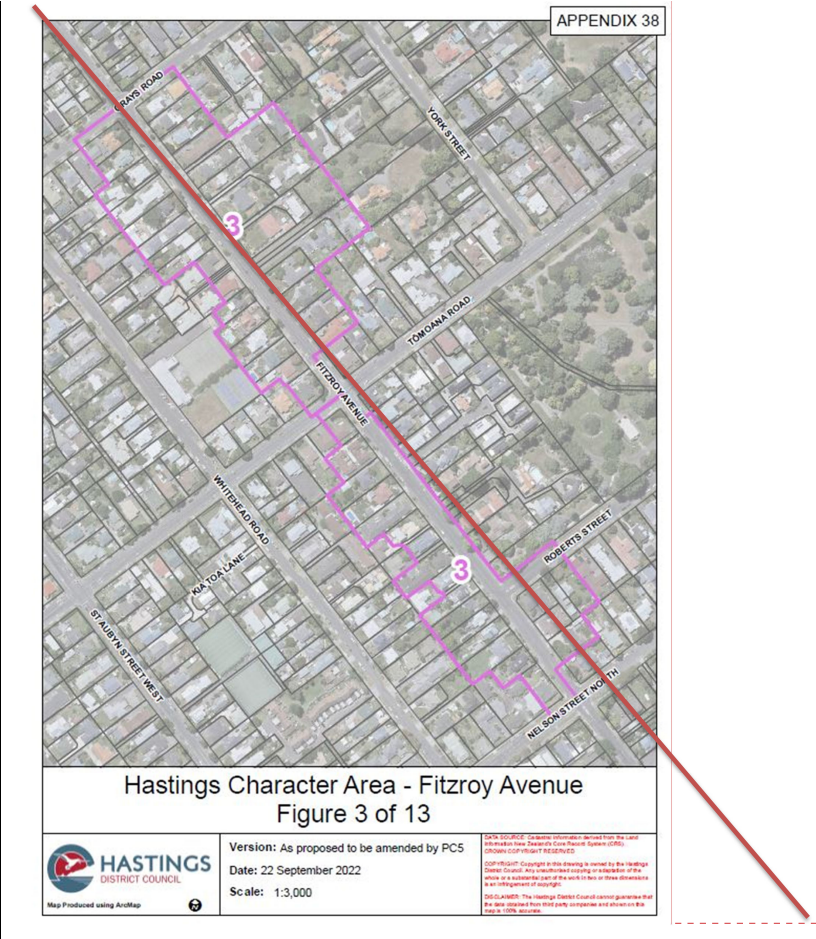 APPENDIX 38
GRAYS ROAD
YORK STREET
3
TŌMOANA ROAD
FITZROY AVENUE
WHITEHEAD ROAD
ROBERTS STREET
3
KIA TOA LANE
ST AUBYN STREET WEST
NELSON STREET NORTH
Hastings Character Area - Fitzroy Avenue
Figure 3 of 13
HASTINGS
DISTRICT COUNCIL
Map Produced using ArcMap
Version: As proposed to be amended by PC5
Date: 22 September 2022
Scale: 1:3,000
DATA SOURCE: Cadastral information derived from the Land
Information New Zealand's Core Record System (CRS).
CROWN COPYRIGHT RESERVED
COPYRIGHT: Copyright in this drawing is owned by the Hastings
District Council. Any unauthorised copying or adaptation of the
whole or a substantial part of the work in two or three dimensions
is an infringement of copyright.
DISCLAIMER: The Hastings District Council cannot guarantee that
the data obtained from third party companies and shown on this
map is 100% accurate.